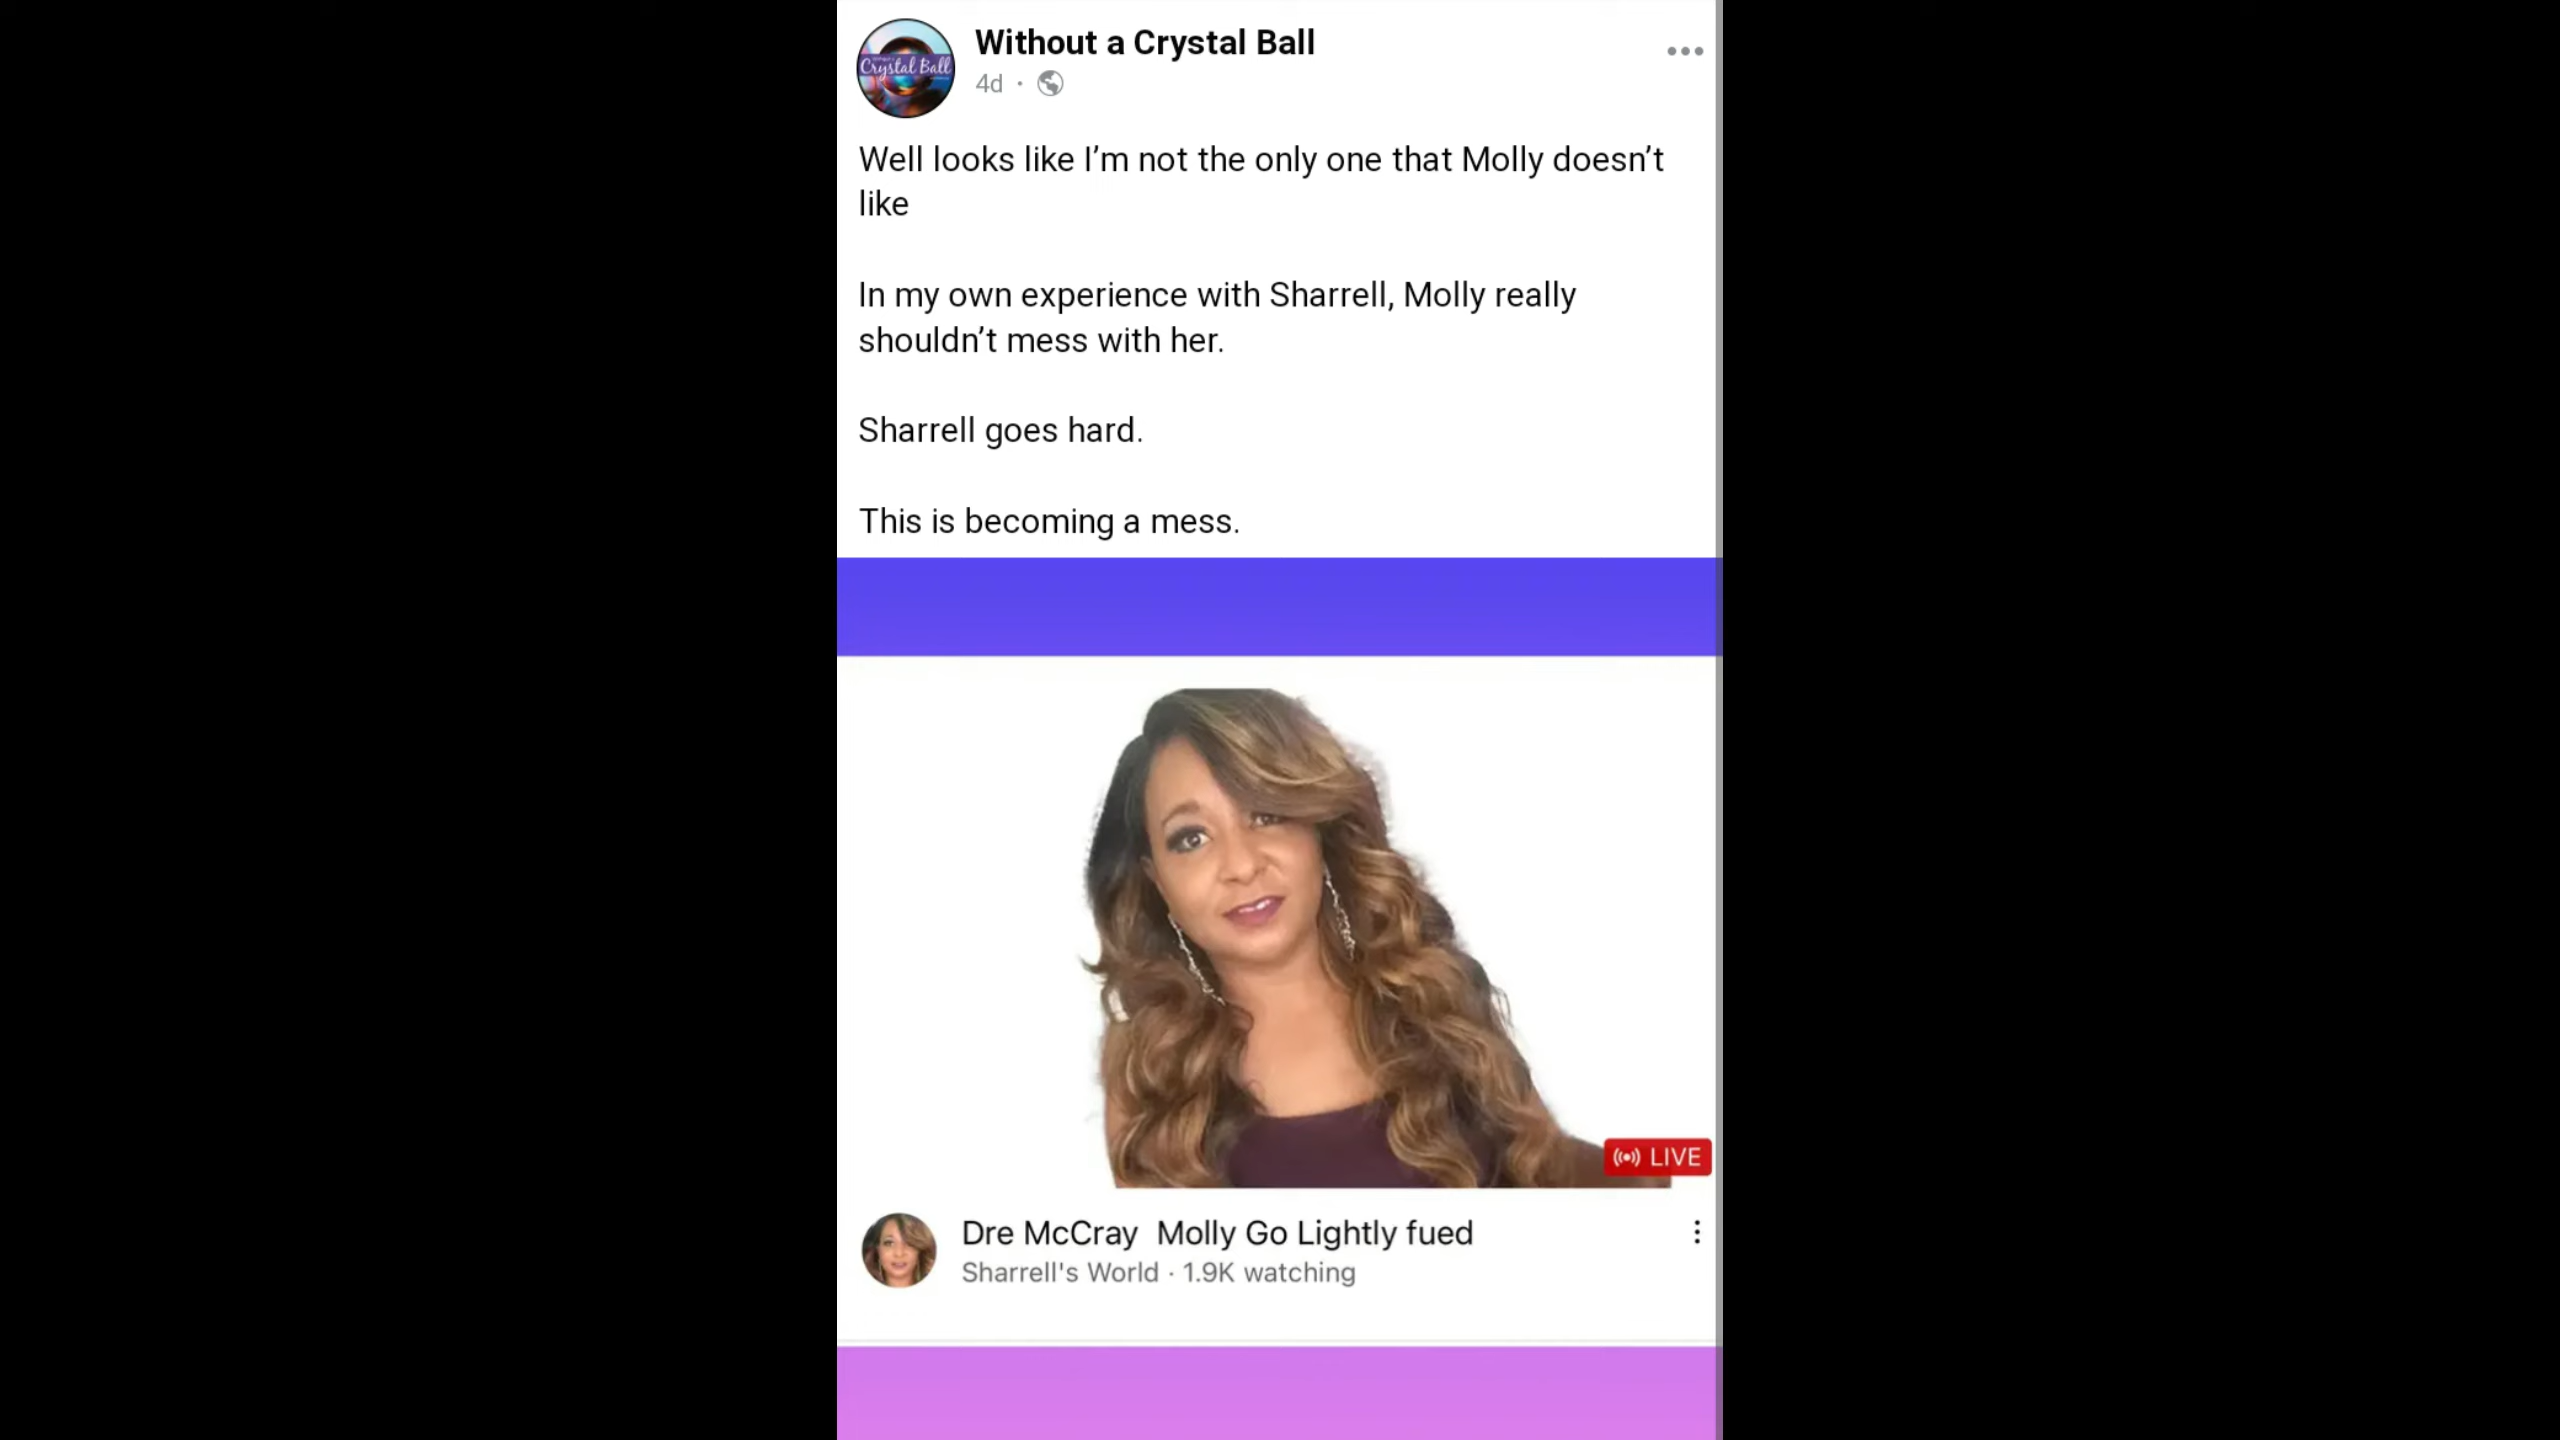 Without a Crystal Ball
4d ·
Crystal Ball
Well looks like I’m not the only one that Molly doesn’t
like
In my own experience with Sharrell, Molly really
shouldn’t mess with her.
Sharrell goes hard.
This is becoming a mess.
LIVE
Dre McCray  Molly Go Lightly fued
Sharrell's World · 1.9K watching